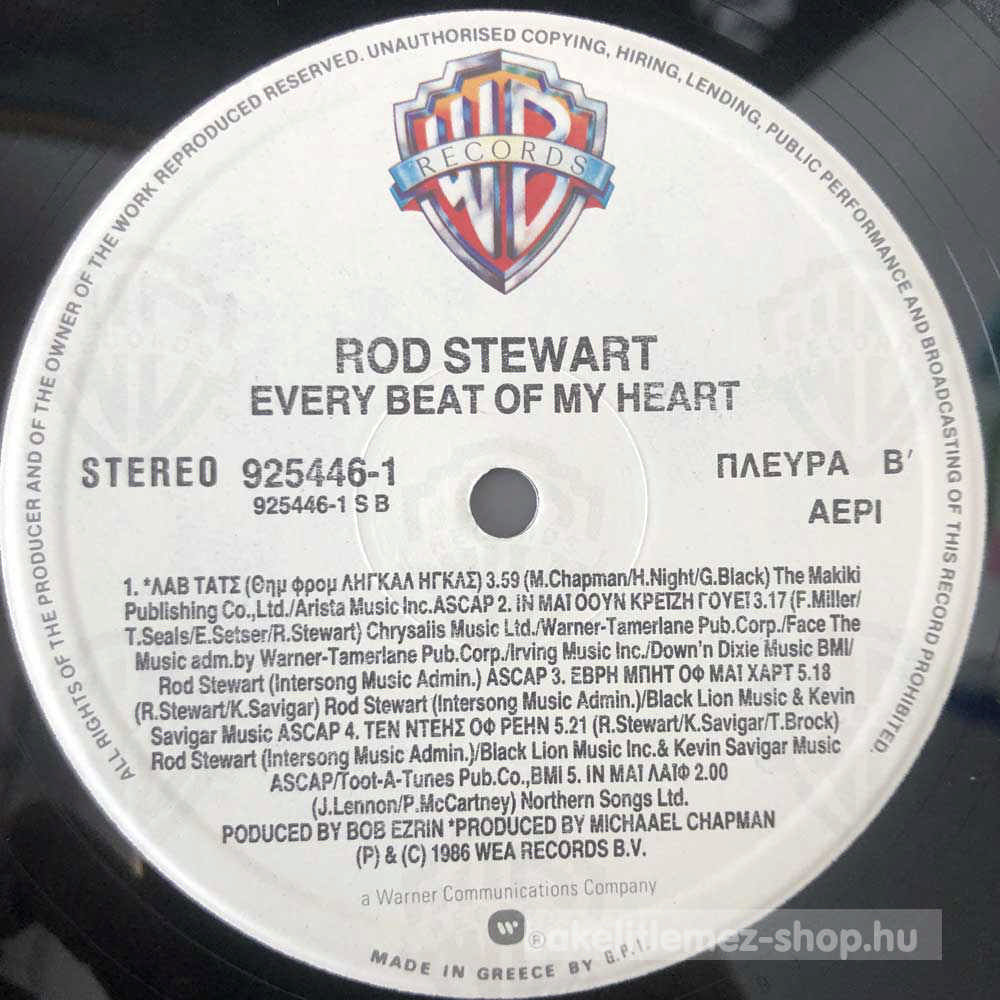 ALL RIGHTS OF THE PRODUCER AND OF THE OWNER OF THE WORK REPRODUCED RESERVED. UNAUTHORISED COPYING, HIRING, LENDING, PUBLIC PERFORMANCE AND BROADCASTING OF THIS RECORD PROHIBITED.
WB
RECORDS
ROD STEWART
EVERY BEAT OF MY HEART
STEREO 925446-1
925446-1 S B
ΠΛΕΥΡΑ Β'
ΑΕΡΙ
1. *ΛΑΒ ΤΑΤΣ (Θημ φρομ ΛΗΓΚΑΛ ΗΓΚΛΣ) 3.59 (M.Chapman/H.Night/G.Black) The Makiki
Publishing Co.,Ltd./Arista Music Inc.ASCAP 2. ΙΝ ΜΑΙ ΟΟΥΝ ΚΡΕΙΖΗ ΓΟΥΕΙ 3.17 (F.Miller/
T.Seals/E.Setser/R.Stewart) Chrysalis Music Ltd./Warner-Tamerlane Pub.Corp./Face The
Music adm.by Warner-Tamerlane Pub.Corp./Irving Music Inc./Down'n Dixie Music BMI/
Rod Stewart (Intersong Music Admin.) ASCAP 3. ΕΒΡΗ ΜΠΗΤ ΟΦ ΜΑΙ ΧΑΡΤ 5.18
(R.Stewart/K.Savigar) Rod Stewart (Intersong Music Admin.)/Black Lion Music & Kevin
Savigar Music ASCAP 4. ΤΕΝ ΝΤΕΗΣ ΟΦ ΡΕΗΝ 5.21 (R.Stewart/K.Savigar/T.Brock)
Rod Stewart (Intersong Music Admin.)/Black Lion Music Inc.& Kevin Savigar Music
ASCAP/Toot-A-Tunes Pub.Co.,BMI 5. ΙΝ ΜΑΙ ΛΑΙΦ 2.00
(J.Lennon/P.McCartney) Northern Songs Ltd.
PODUCED BY BOB EZRIN *PRODUCED BY MICHAAEL CHAPMAN
(P) & (C) 1986 WEA RECORDS B.V.
a Warner Communications Company
®
bakelitlemez-shop.hu
MADE IN GREECE BY